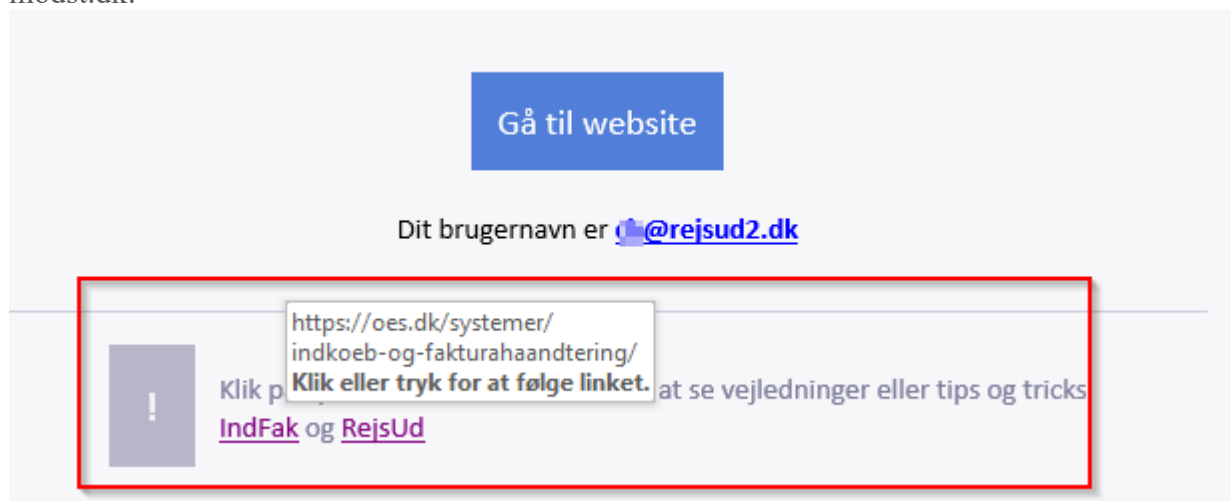 Gå til website
Dit brugernavn er @rejsud2.dk
https://oes.dk/systemer/
indkoeb-og-fakturahaandtering/
Klik eller tryk for at følge linket.
! Klik p at se vejledninger eller tips og tricks
IndFak og RejsUd